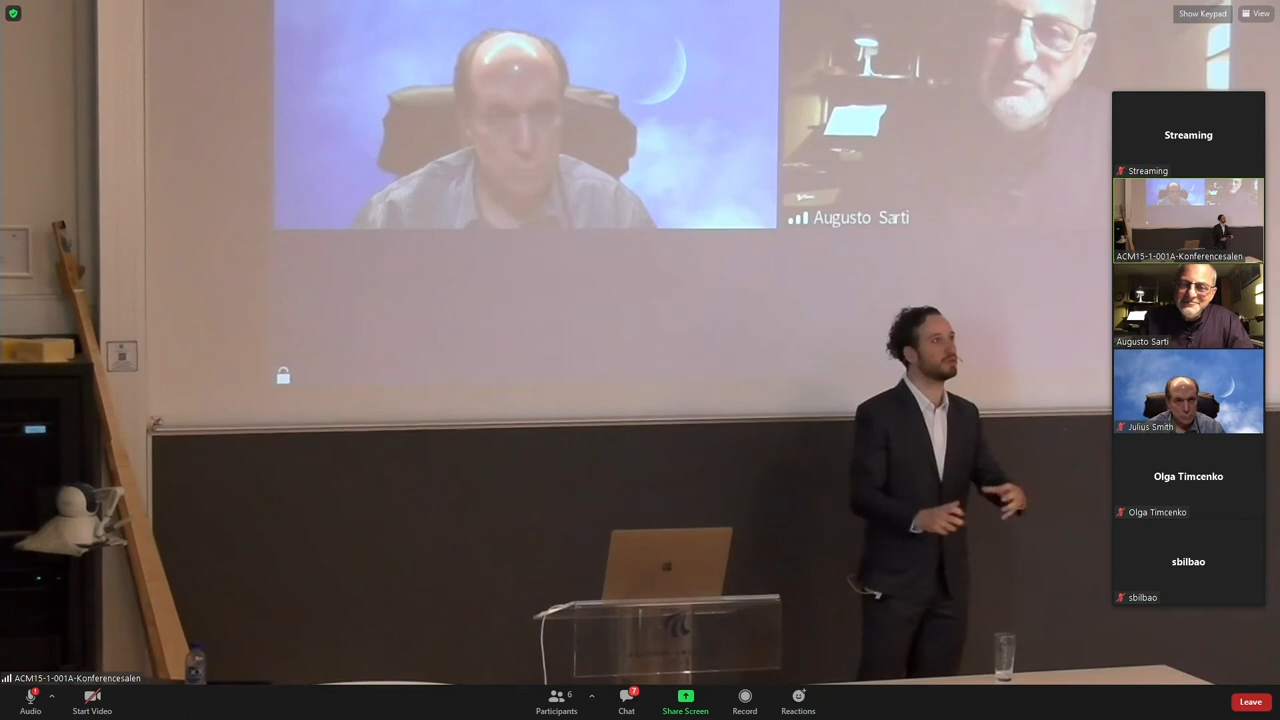 Show Keypad
View
Augusto Sarti
Streaming
Streaming
ACM15-1-001A-Konferencesalen
Augusto Sarti
Julius Smith
Olga Timcenko
Olga Timcenko
sbilbao
sbilbao
ACM15-1-001A-Konferencesalen
Audio
Start Video
6
Participants
7
Chat
Share Screen
Record
Reactions
Leave